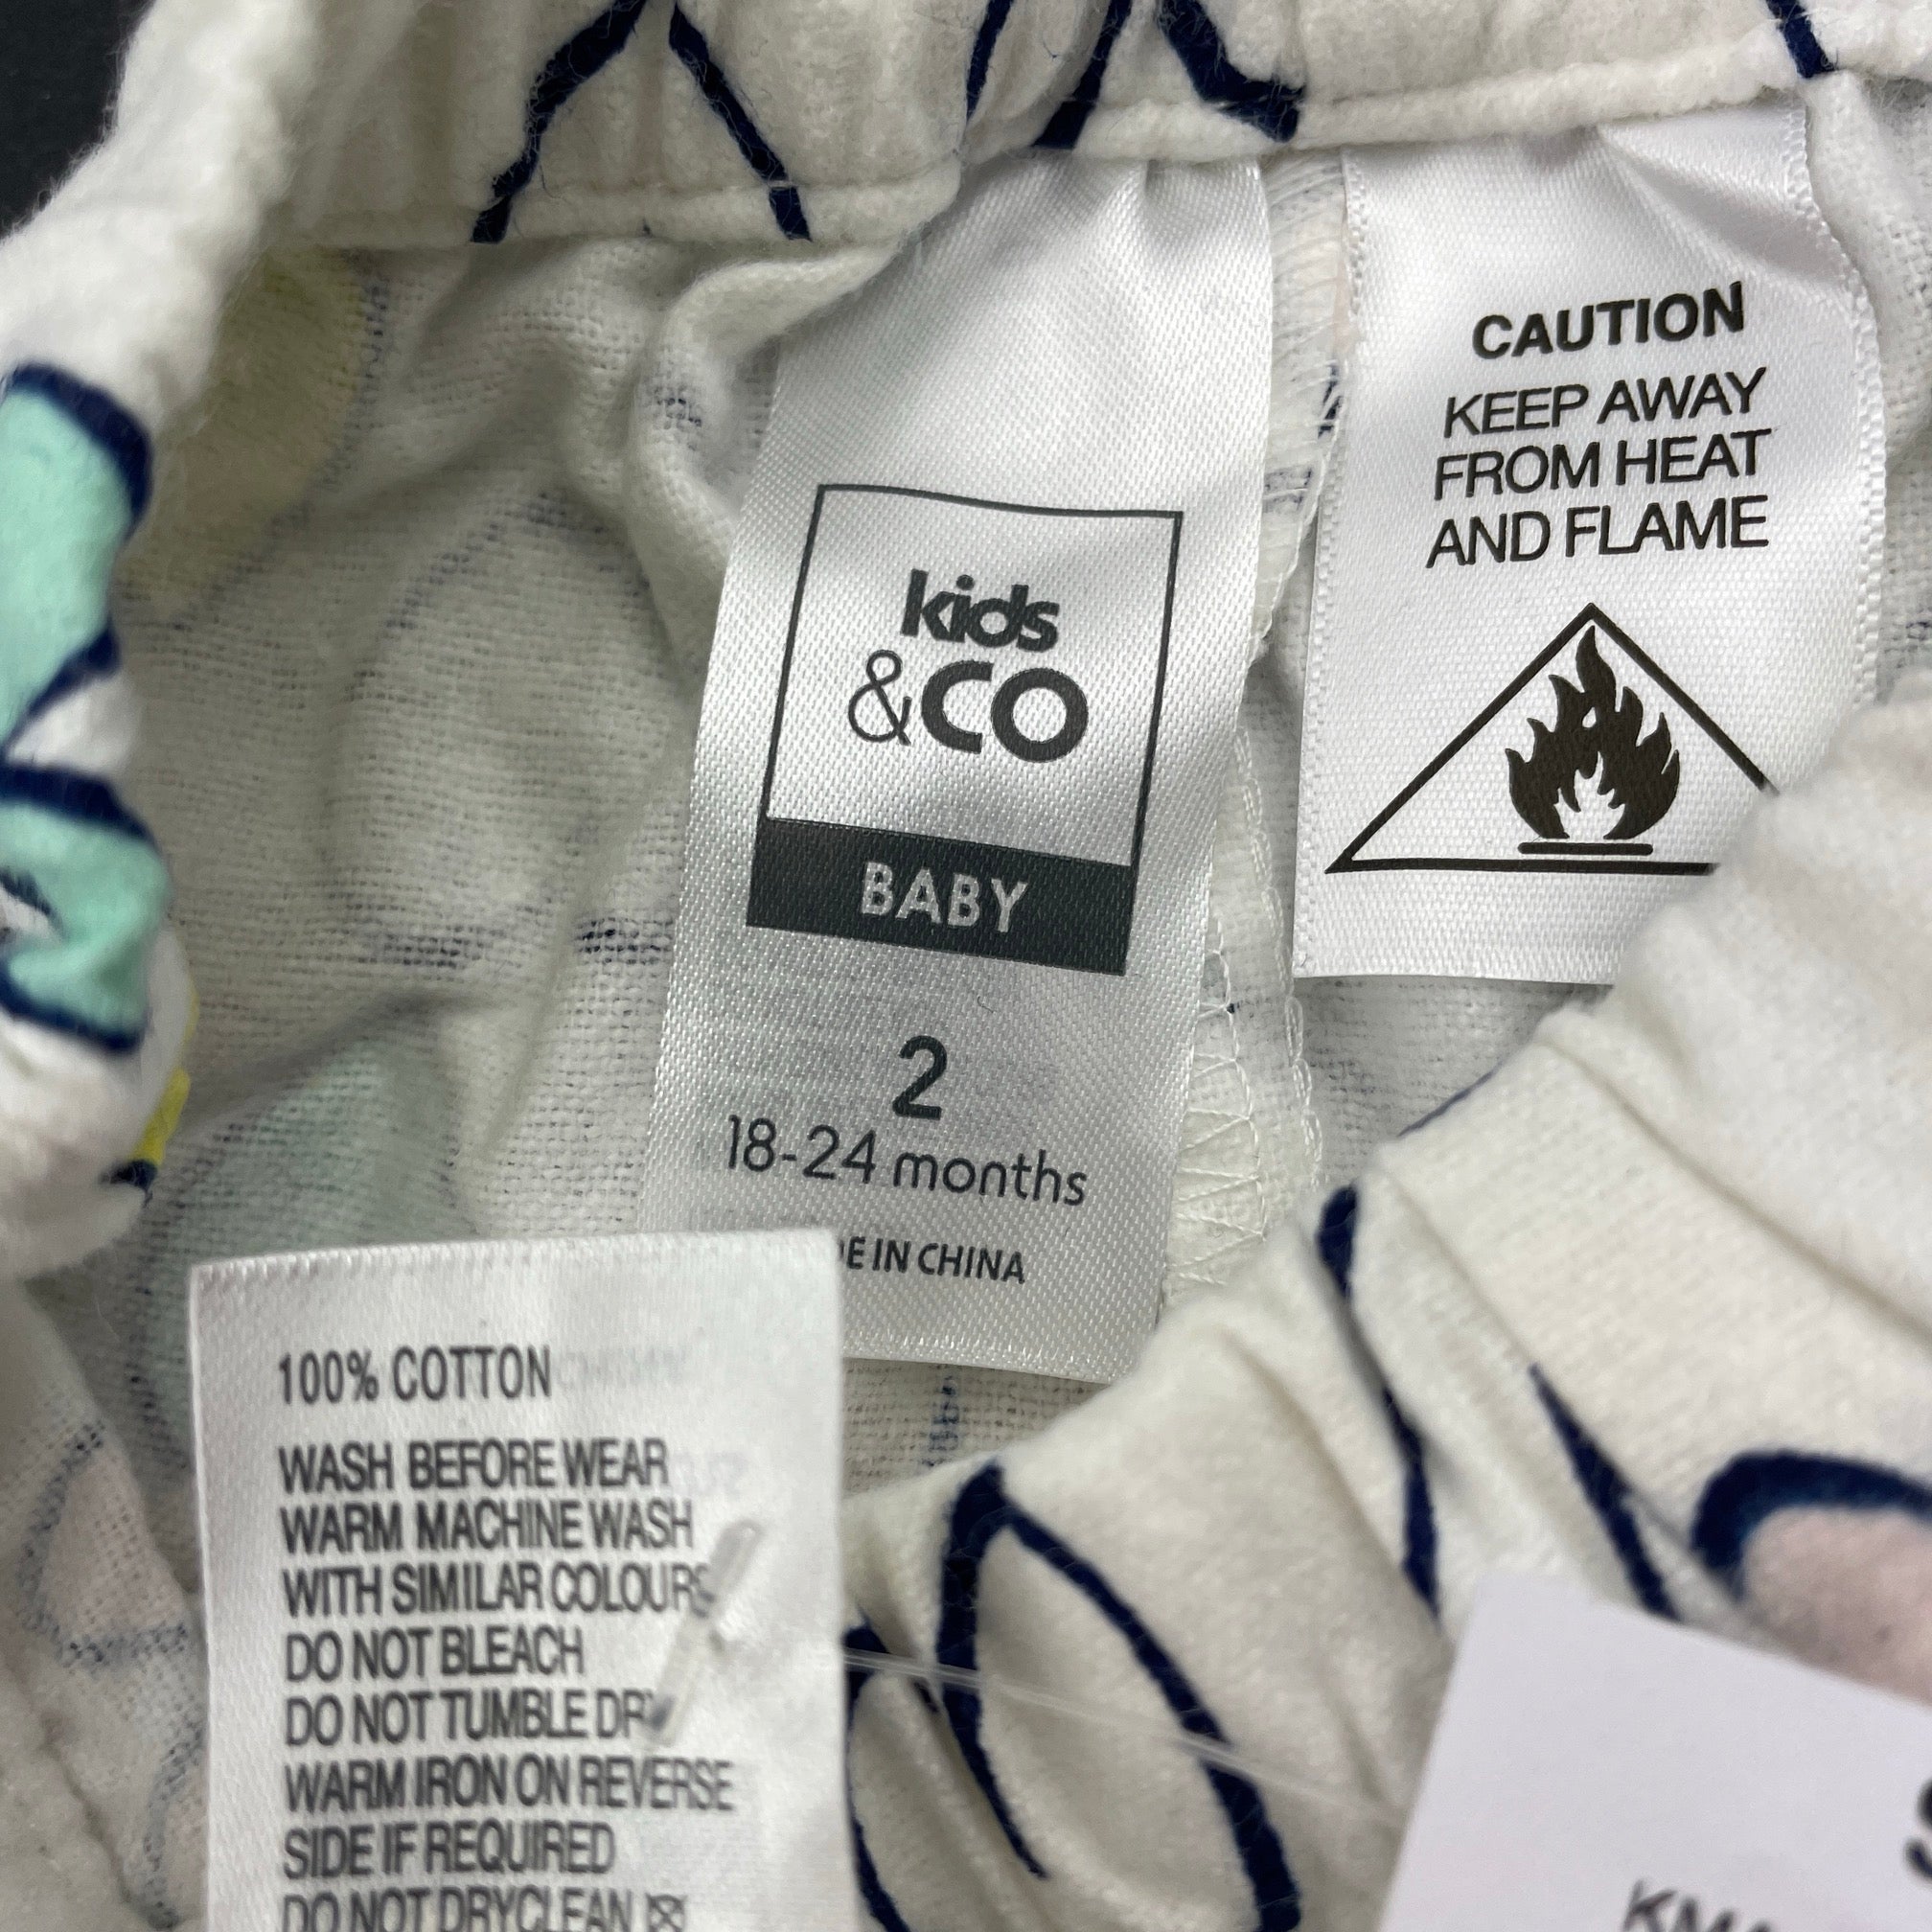 CAUTION
KEEP AWAY
FROM HEAT
AND FLAME
kids
&CO
BABY
2
18-24 months
E IN CHINA
100% COTTON
WASH BEFORE WEAR
WARM MACHINE WASH
WITH SIMILAR COLOURS
DO NOT BLEACH
DO NOT TUMBLE DRY
WARM IRON ON REVERSE
SIDE IF REQUIRED
DO NOT DRYCLEAN